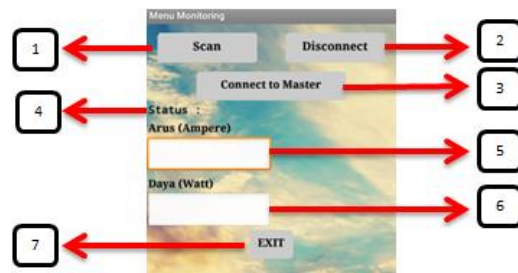 Menu Monitoring
1
Scan
Disconnect
2
Connect to Master
3
4
Status :
Arus (Ampere)
5
Daya (Watt)
6
7
EXIT